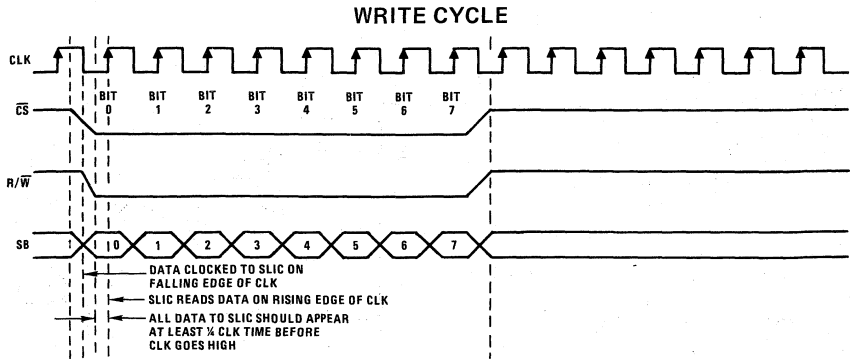 WRITE CYCLE
CLK
BIT 0 BIT 1 BIT 2 BIT 3 BIT 4 BIT 5 BIT 6 BIT 7
CS
R/W
SB 0 1 2 3 4 5 6 7
DATA CLOCKED TO SLIC ON
FALLING EDGE OF CLK
SLIC READS DATA ON RISING EDGE OF CLK
ALL DATA TO SLIC SHOULD APPEAR
AT LEAST ¼ CLK TIME BEFORE
CLK GOES HIGH